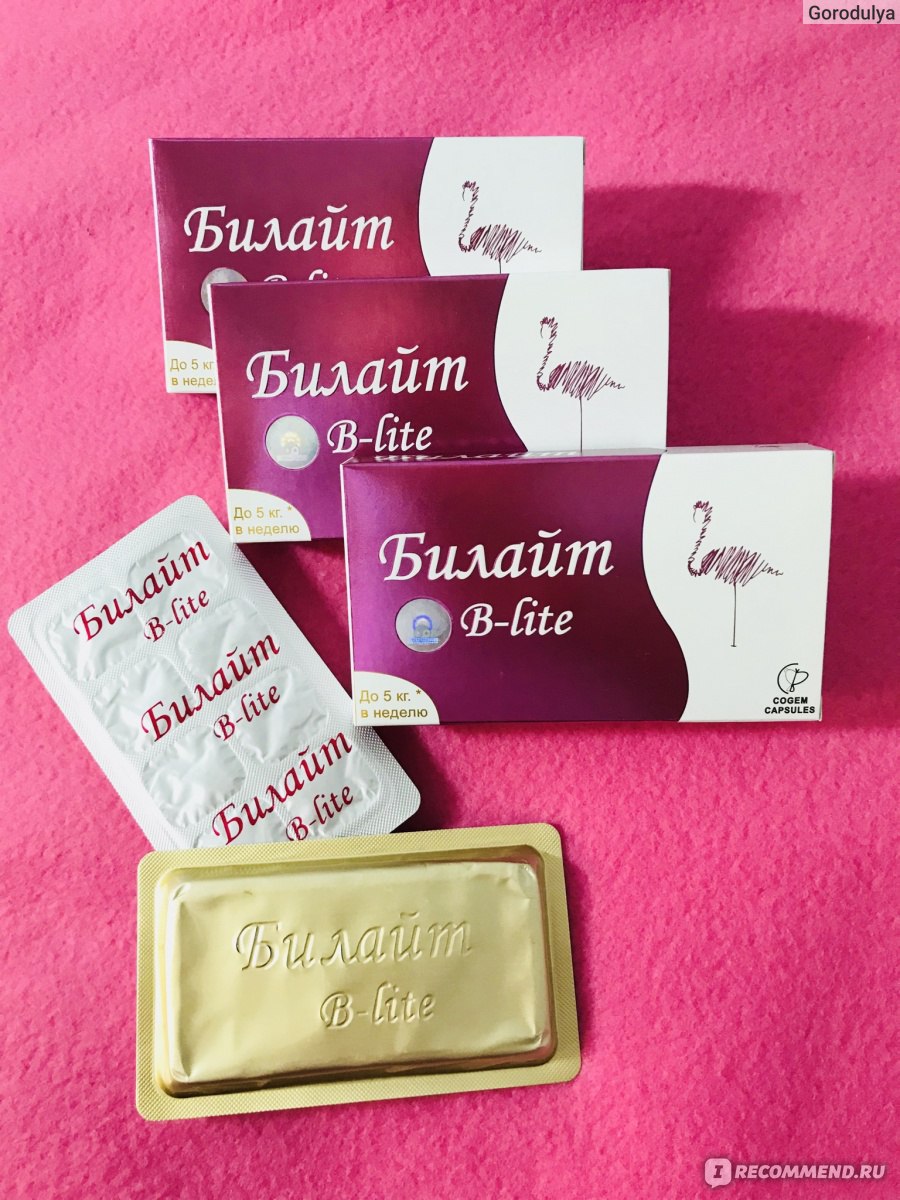 Gorodulya
Билайт
До 5 кг
в неделю
Билайт
B-lite
До 5 кг. *
в неделю
Билайт
B-lite
До 5 кг. *
в неделю
COGEM
CAPSULES
Билайт
B-lite
Билайт
B-lite
Билайт
B-lite
Билайт
B-lite
IRECOMMEND.RU